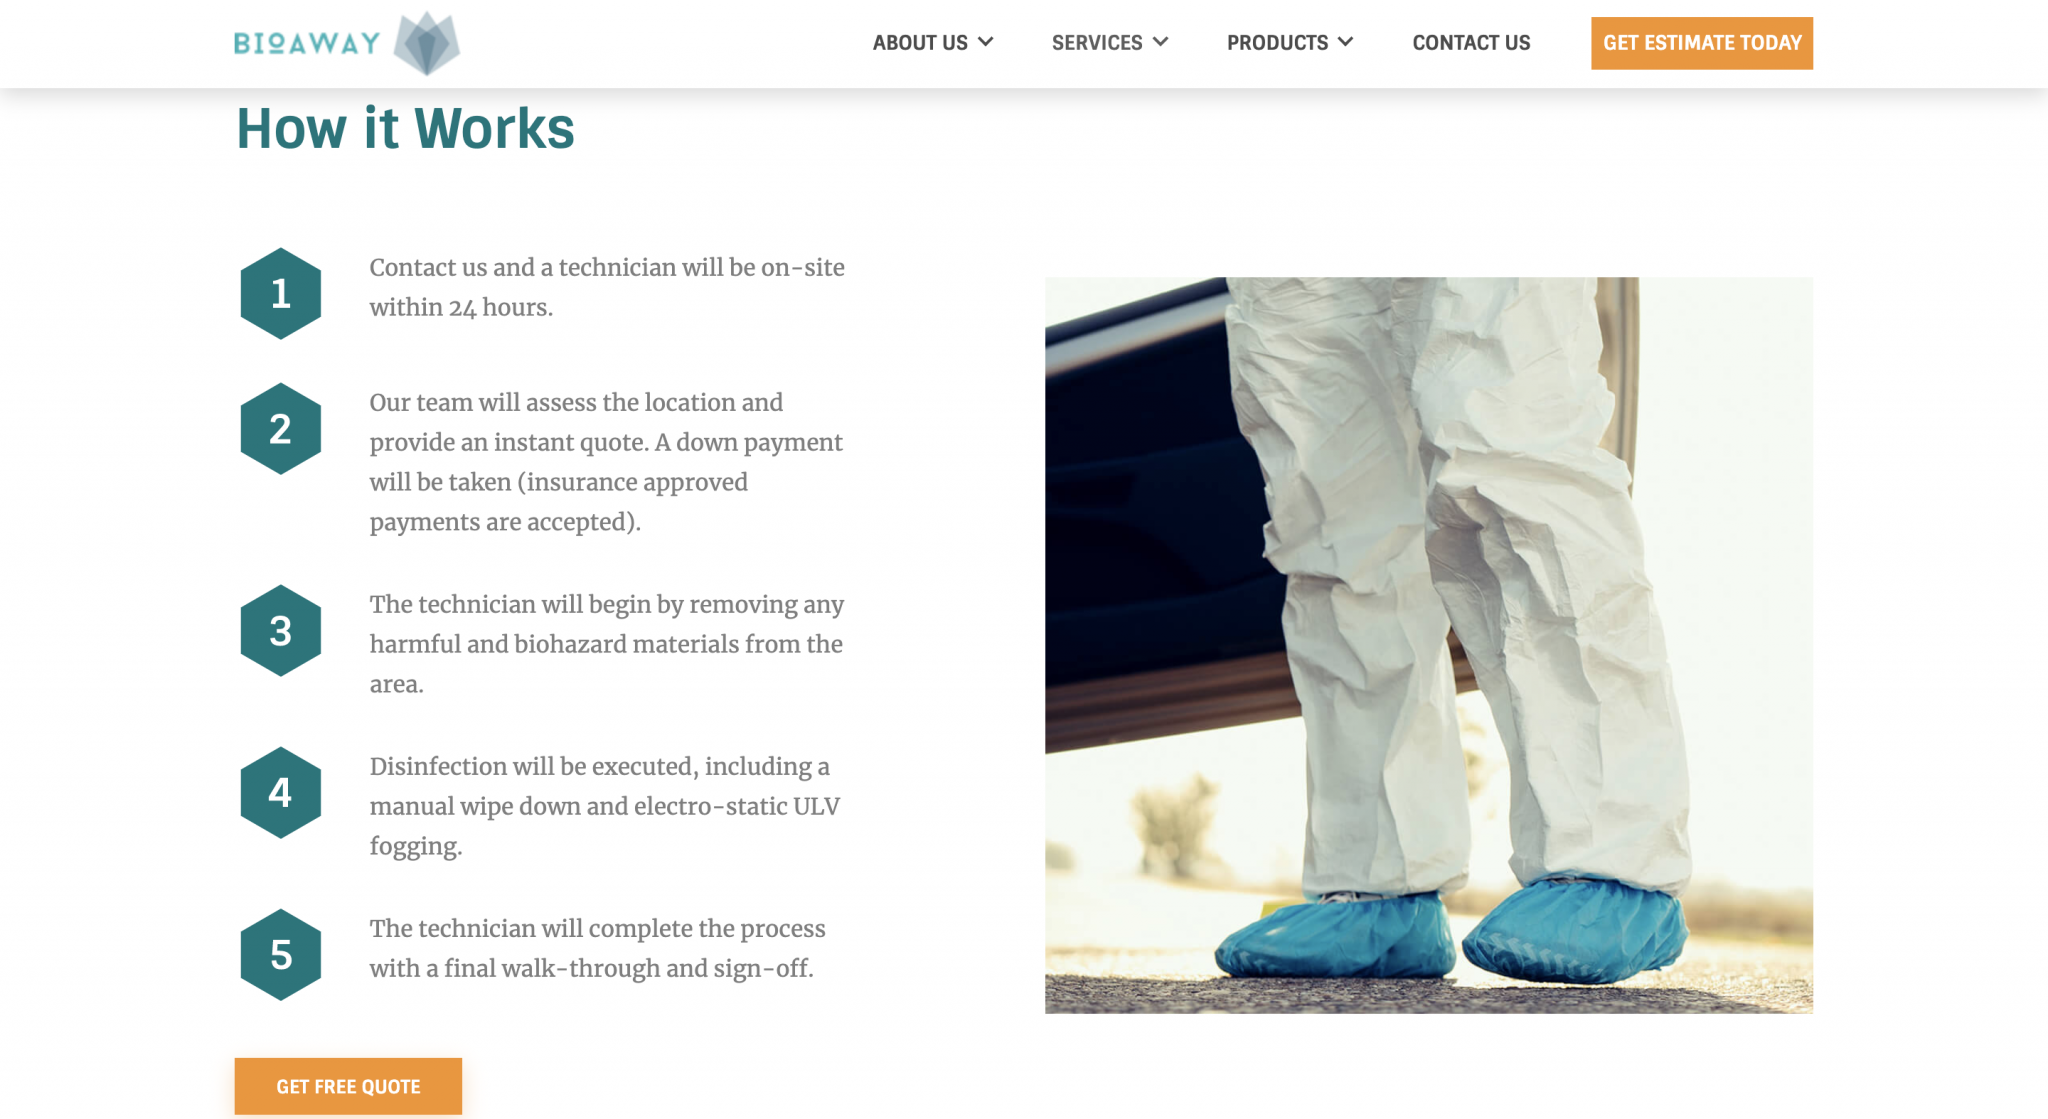 BIOAWAY
ABOUT US
SERVICES
PRODUCTS
CONTACT US
GET ESTIMATE TODAY
How it Works
1
Contact us and a technician will be on-site
within 24 hours.
2
Our team will assess the location and
provide an instant quote. A down payment
will be taken (insurance approved
payments are accepted).
3
The technician will begin by removing any
harmful and biohazard materials from the
area.
4
Disinfection will be executed, including a
manual wipe down and electro-static ULV
fogging.
5
The technician will complete the process
with a final walk-through and sign-off.
GET FREE QUOTE